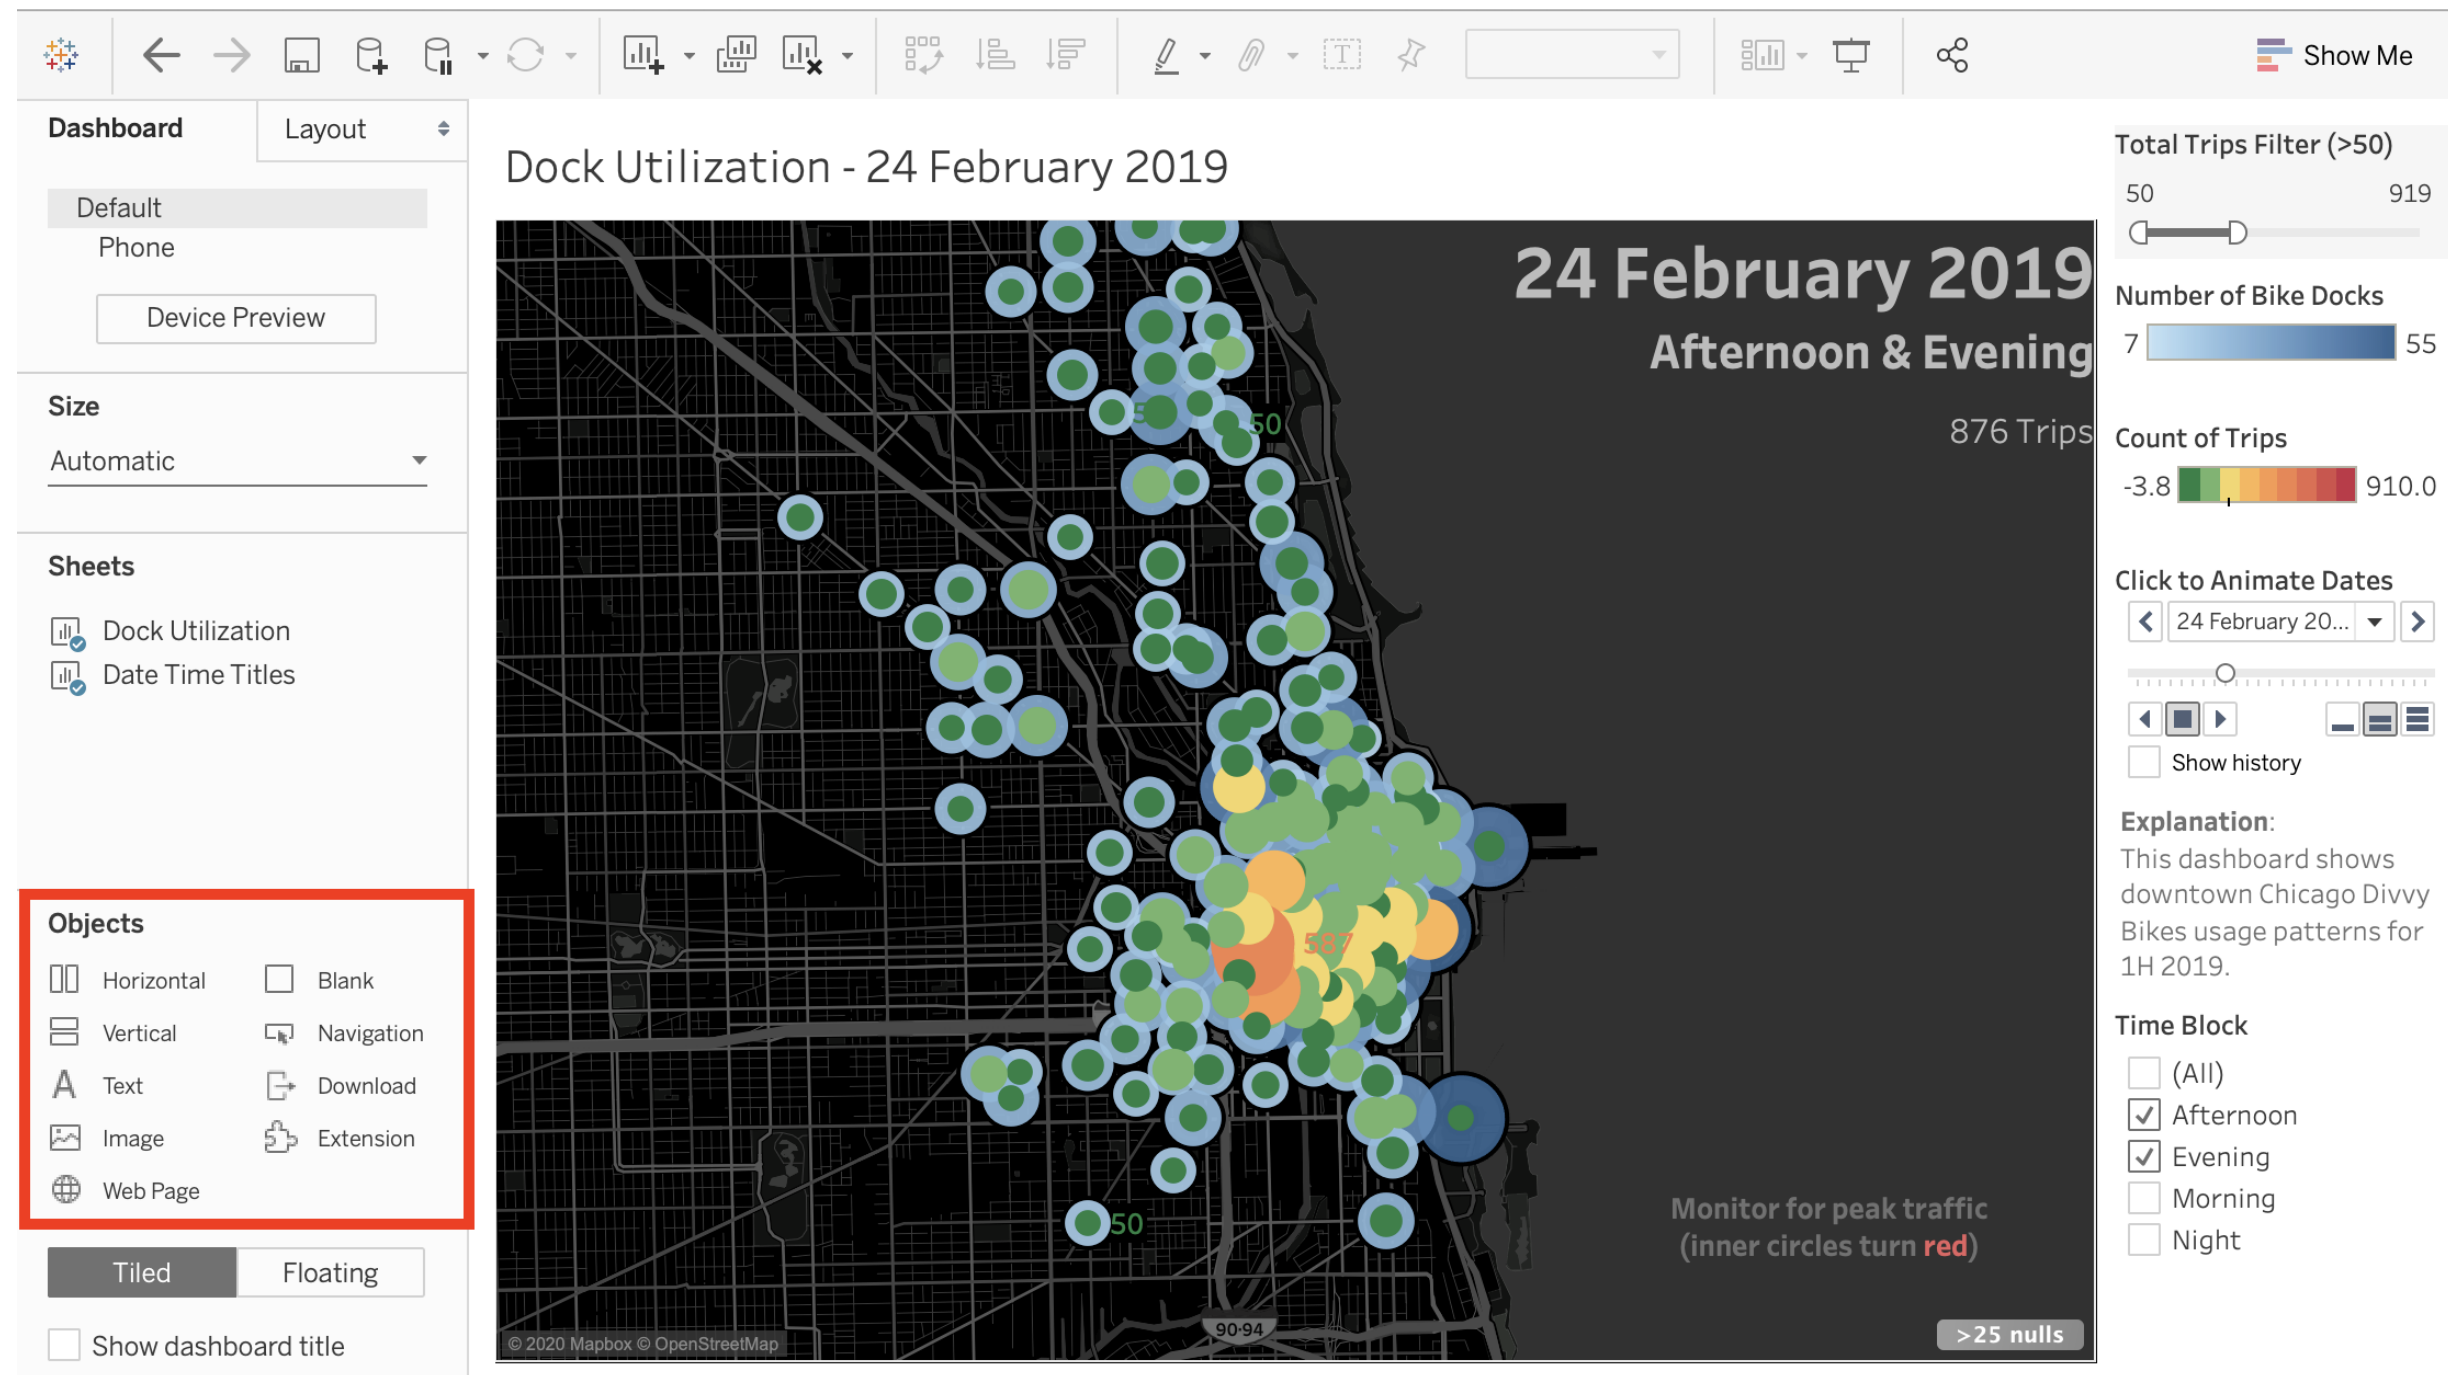 Show Me
Dashboard
Layout
Default
Phone
Device Preview
Size
Automatic
Sheets
Dock Utilization
Date Time Titles
Objects
Horizontal
Blank
Vertical
Navigation
Text
Download
Image
Extension
Web Page
Tiled
Floating
Show dashboard title
Dock Utilization - 24 February 2019
24 February 2019
Afternoon & Evening
876 Trips
50
587
50
Monitor for peak traffic
(inner circles turn red)
90-94
© 2020 Mapbox © OpenStreetMap
>25 nulls
Total Trips Filter (>50)
50 919
Number of Bike Docks
7 55
Count of Trips
-3.8 910.0
Click to Animate Dates
24 February 20...
Show history
Explanation:
This dashboard shows
downtown Chicago Divvy
Bikes usage patterns for
1H 2019.
Time Block
(All)
Afternoon
Evening
Morning
Night